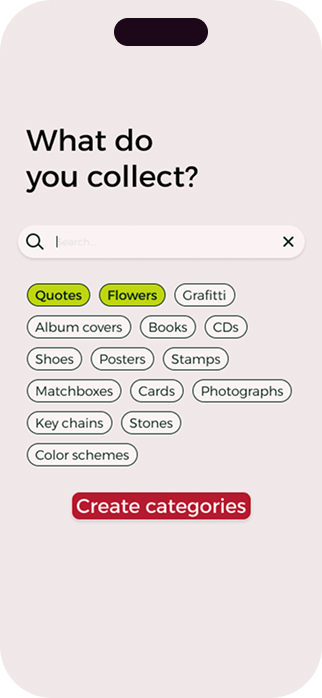 What do
you collect?
Search...
Quotes Flowers Grafitti
Album covers Books CDs
Shoes Posters Stamps
Matchboxes Cards Photographs
Key chains Stones
Color schemes
Create categories